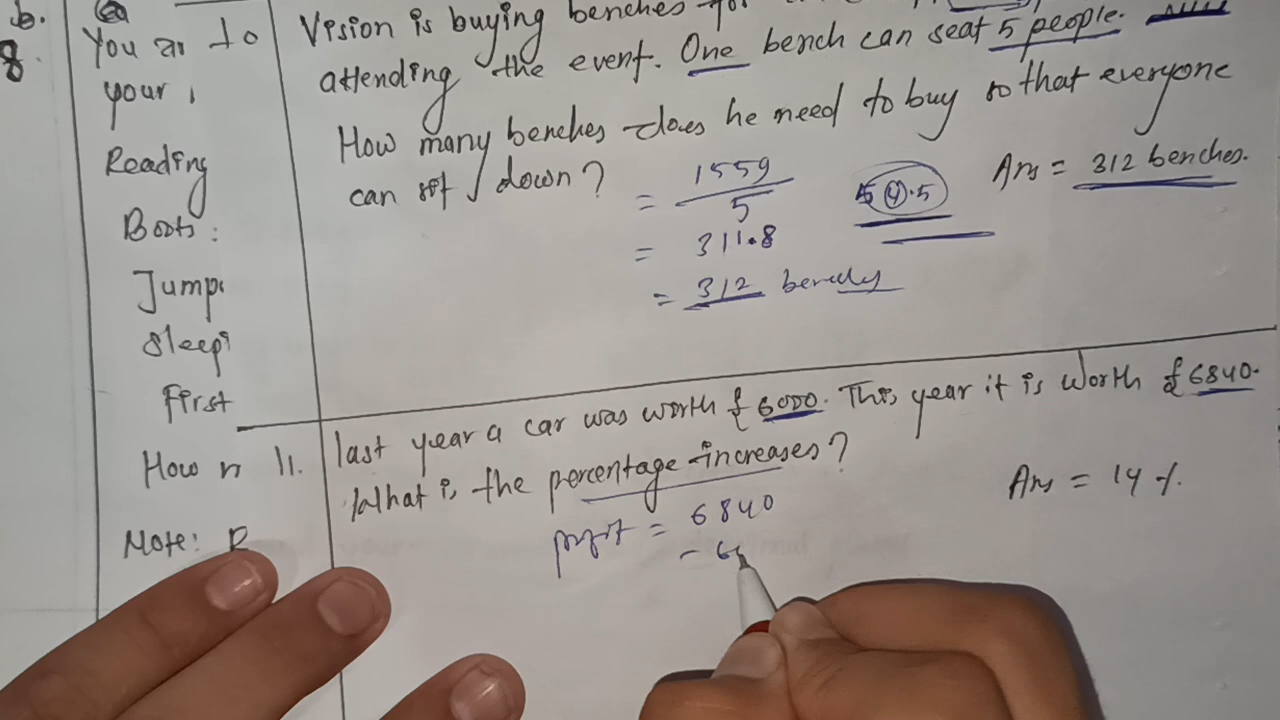 b.
8.
You ar to
your
Reading
Boots:
Jump
Sleepi
First
How n
Note: R
Vision is buying benches for
attending the event. One bench can seat 5 people.
How many benches does he need to buy so that everyone
can sit down?
= 1559
5
= 311.8
= 312
5 4.5
Ans = 312 benches.
11. last year a car was worth £ 6000. This year it is worth £ 6840.
What is the percentage increases?
profit = 6840
- 6
Ans = 14 %.